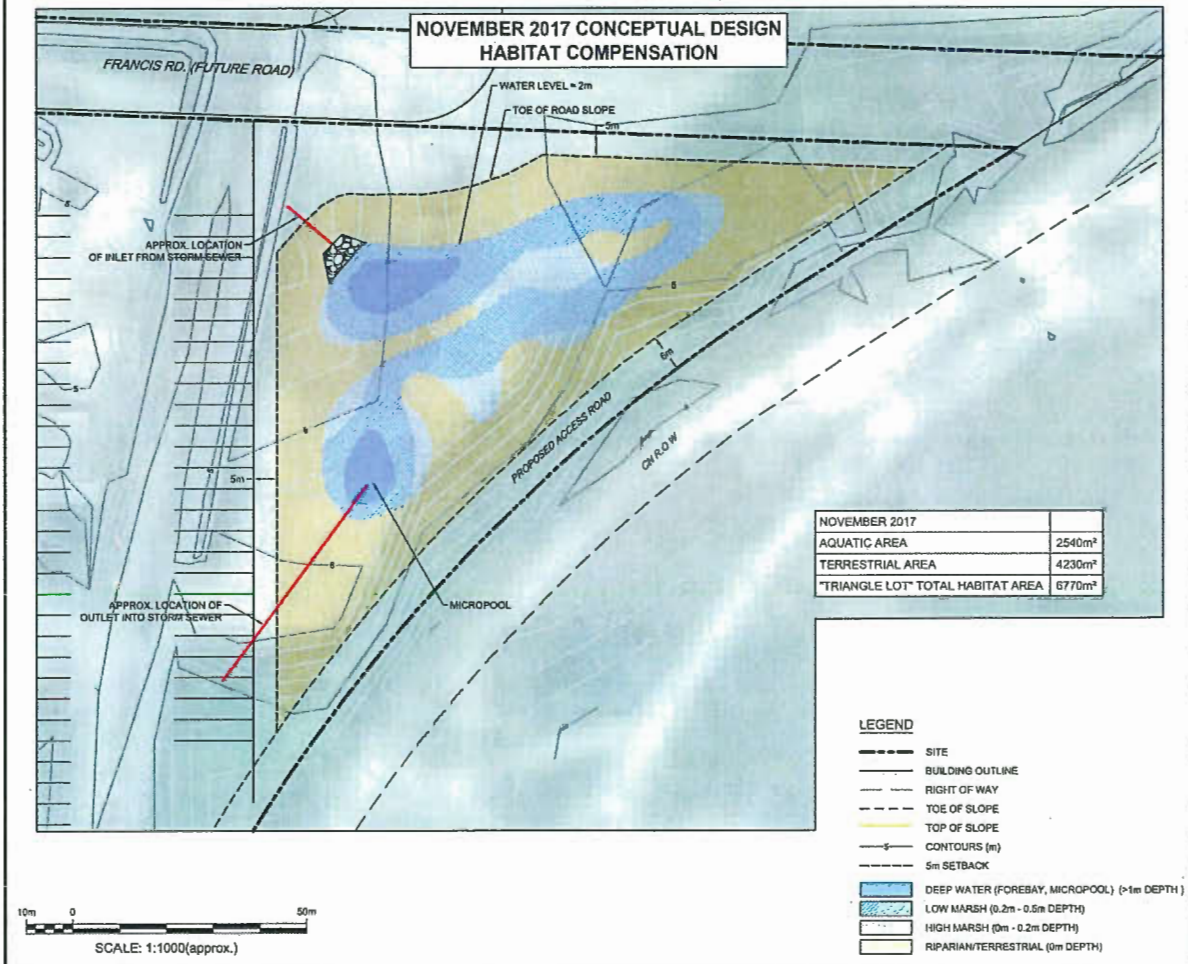 NOVEMBER 2017 CONCEPTUAL DESIGN
HABITAT COMPENSATION
FRANCIS RD. (FUTURE ROAD)
WATER LEVEL = 2m
TOE OF ROAD SLOPE
5m
APPROX. LOCATION
OF INLET FROM STORM SEWER
5
5
5
6
6
6m
5m
PROPOSED ACCESS ROAD
CN R.O.W
6
APPROX. LOCATION OF
OUTLET INTO STORM SEWER
MICROPOOL
NOVEMBER 2017
AQUATIC AREA 2540m²
TERRESTRIAL AREA 4230m²
"TRIANGLE LOT" TOTAL HABITAT AREA 6770m²
LEGEND
SITE
BUILDING OUTLINE
RIGHT OF WAY
TOE OF SLOPE
TOP OF SLOPE
5 CONTOURS (m)
5m SETBACK
DEEP WATER (FOREBAY, MICROPOOL) (>1m DEPTH )
LOW MARSH (0.2m - 0.5m DEPTH)
HIGH MARSH (0m - 0.2m DEPTH)
RIPARIAN/TERRESTRIAL (0m DEPTH)
10m 0 50m
SCALE: 1:1000(approx.)